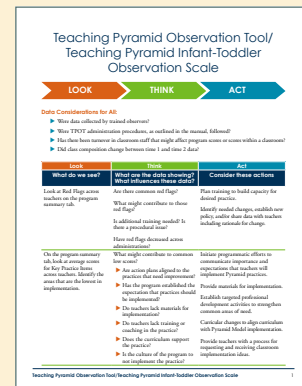 Teaching Pyramid Observation Tool/
Teaching Pyramid Infant-Toddler
Observation Scale
LOOK
THINK
ACT
Data Considerations for All:
▶ Were data collected by trained observers?
▶ Were TPOT administration procedures, as outlined in the manual, followed?
▶ Has there been turnover in classroom staff that might affect program scores or scores within a classroom?
▶ Did class composition change between time 1 and time 2 data?
Look
What do we see?
Think
What are the data showing?
What influences these data?
Act
Consider these actions
Look at Red Flags across
teachers on the program
summary tab.
Are there common red flags?
What might contribute to those
red flags?
Is additional training needed? Is
them a procedural issue?
Have red flags decreased across
administrations?
Plan training to build capacity for
desired practice.
Identify needed changes, establish new
policy, and/or share data with teachers
including rationale for change.
On the program summary
tab, look at average scores
for Key Practice Items
across teachers. Identify the
areas that are the lowest in
implementation.
What might contribute to common
low scores?
▶ Are action plans aligned to the
practices that need improvement?
▶ Has the program established the
expectation that practices should
be implemented?
▶ Do teachers lack materials for
implementation?
▶ Do teachers lack training or
coaching in the practice?
▶ Does the curriculum support
the practice?
▶ Is the culture of the program to
not implement the practice?
Initiate programmatic efforts to
communicate importance and
expectations that teachers will
implement Pyramid practices.
Provide materials for implementation.
Establish targeted professional
development activities to strengthen
common areas of need.
Curricular changes to align curriculum
with Pyramid Model implementation.
Provide teachers with a process for
requesting and receiving classroom
implementation ideas.
Teaching Pyramid Observation Tool/Teaching Pyramid Infant-Toddler Observation Scale
1